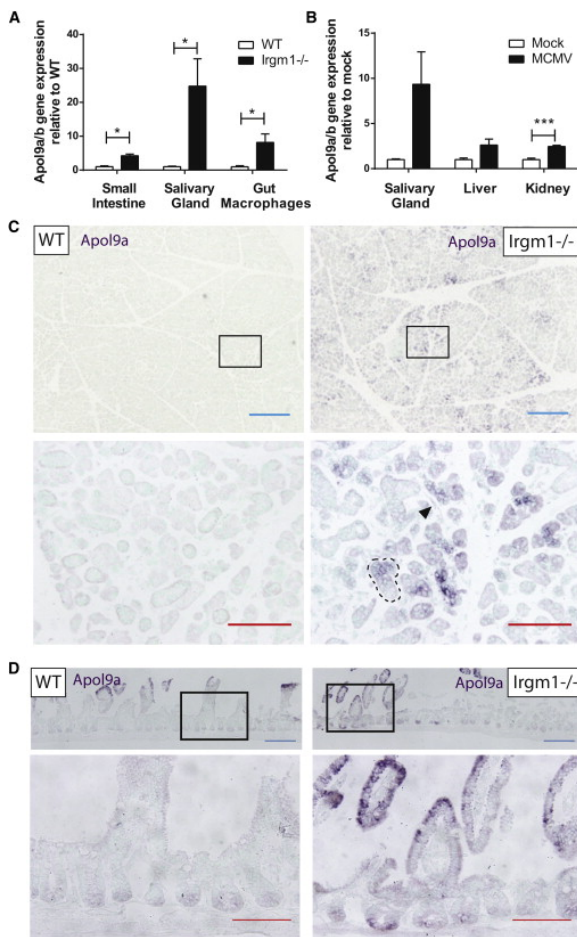 A
Apol9a/b gene expression
relative to WT
40
30
20
10
0
WT
Irgm1-/-
*
*
*
Small
Intestine
Salivary
Gland
Gut
Macrophages
B
Apol9a/b gene expression
relative to mock
15
10
5
0
Mock
MCMV
***
Salivary
Gland
Liver
Kidney
C
WT Apol9a
Apol9a Irgm1-/-
D
WT Apol9a
Apol9a Irgm1-/-